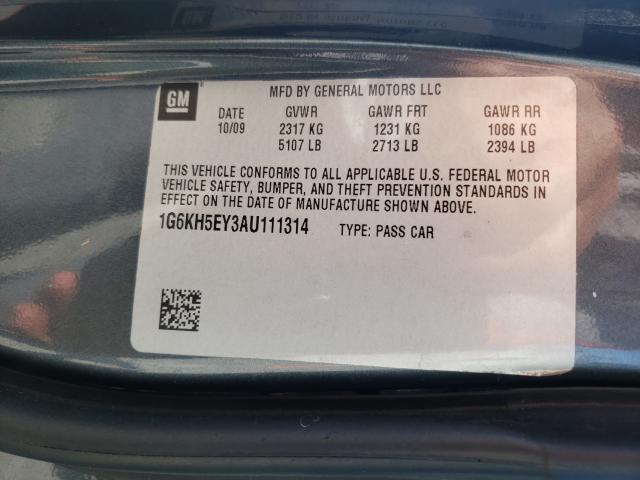 GM
MFD BY GENERAL MOTORS LLC
DATE GVWR GAWR FRT GAWR RR
10/09 2317 KG 1231 KG 1086 KG
5107 LB 2713 LB 2394 LB
THIS VEHICLE CONFORMS TO ALL APPLICABLE U.S. FEDERAL MOTOR
VEHICLE SAFETY, BUMPER, AND THEFT PREVENTION STANDARDS IN
EFFECT ON THE DATE OF MANUFACTURE SHOWN ABOVE.
1G6KH5EY3AU111314 TYPE: PASS CAR